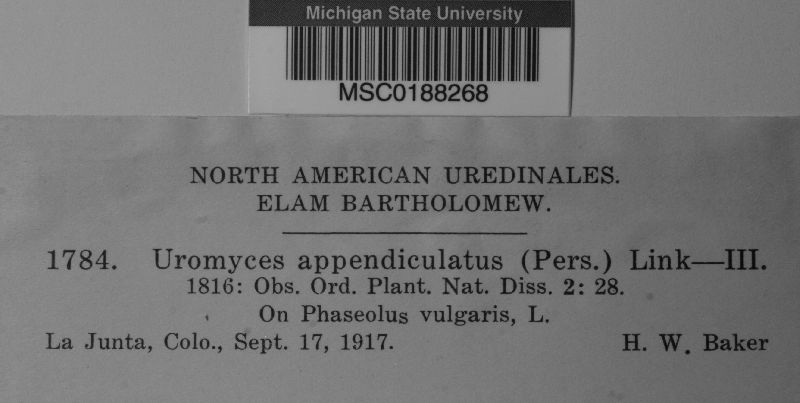 Michigan State University
MSC0188268
NORTH AMERICAN UREDINALES.
ELAM BARTHOLOMEW.
1784. Uromyces appendiculatus (Pers.) Link—III.
1816: Obs. Ord. Plant. Nat. Diss. 2: 28.
On Phaseolus vulgaris, L.
La Junta, Colo., Sept. 17, 1917. H. W. Baker